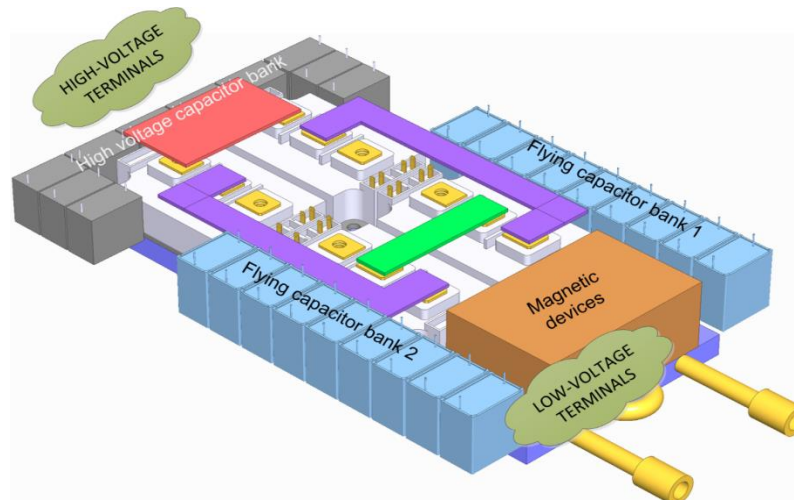 HIGH-VOLTAGE
TERMINALS
High voltage capacitor bank
Flying capacitor bank 1
Flying capacitor bank 2
Magnetic
devices
LOW-VOLTAGE
TERMINALS